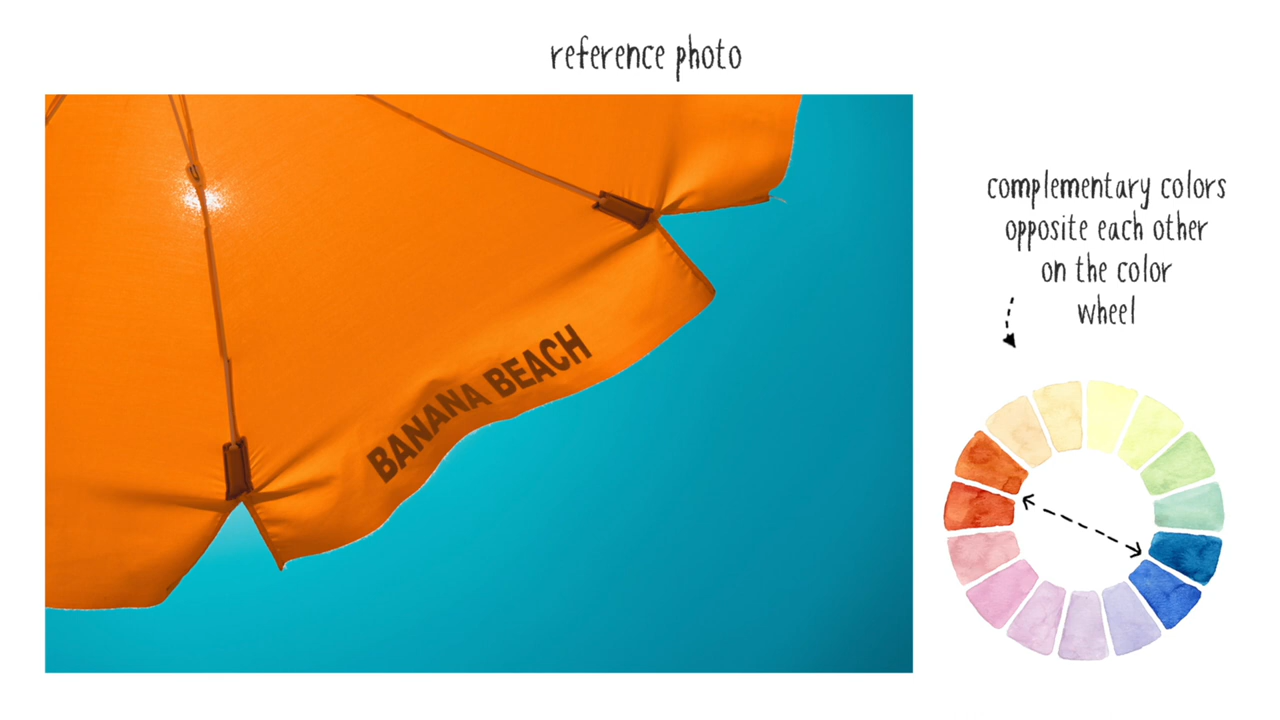 reference photo
BANANA BEACH
complementary colors
opposite each other
on the color
wheel